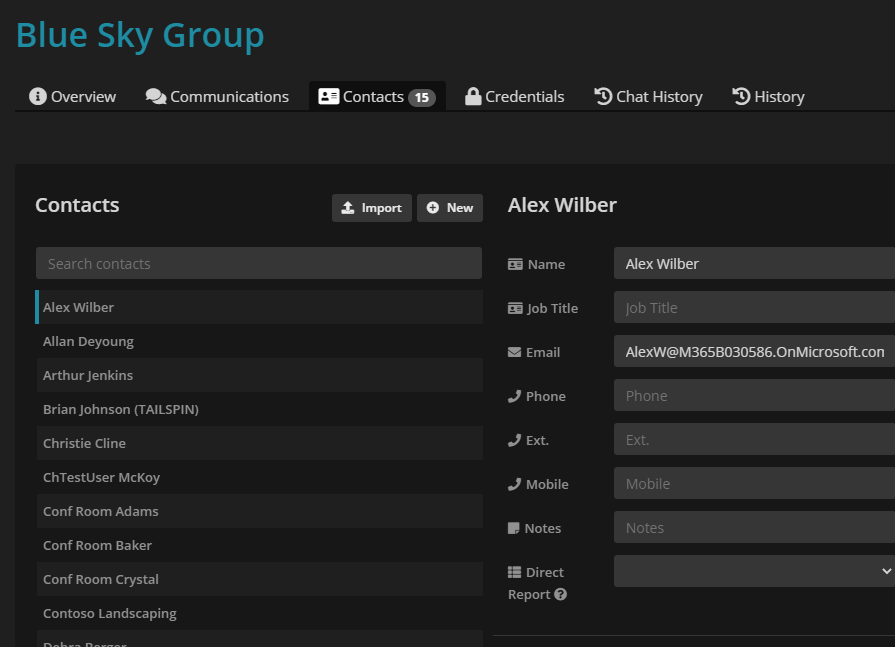 Blue Sky Group
Overview Communications Contacts 15 Credentials Chat History History
Contacts Import New
Search contacts
Alex Wilber
Allan Deyoung
Arthur Jenkins
Brian Johnson (TAILSPIN)
Christie Cline
ChTestUser McKoy
Conf Room Adams
Conf Room Baker
Conf Room Crystal
Contoso Landscaping
Alex Wilber
Name Alex Wilber
Job Title Job Title
Email AlexW@M365B030586.OnMicrosoft.con
Phone Phone
Ext. Ext.
Mobile Mobile
Notes Notes
Direct
Report